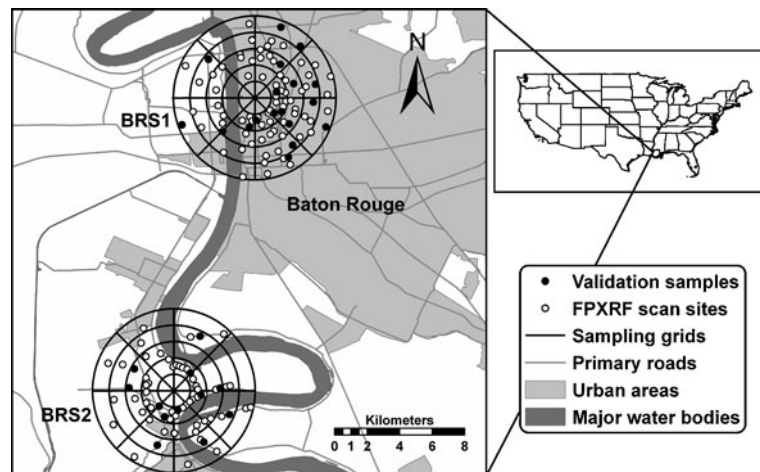 N
BRS1
Baton Rouge
BRS2
Kilometers
0 1 2 4 6 8
Validation samples
FPXRF scan sites
Sampling grids
Primary roads
Urban areas
Major water bodies